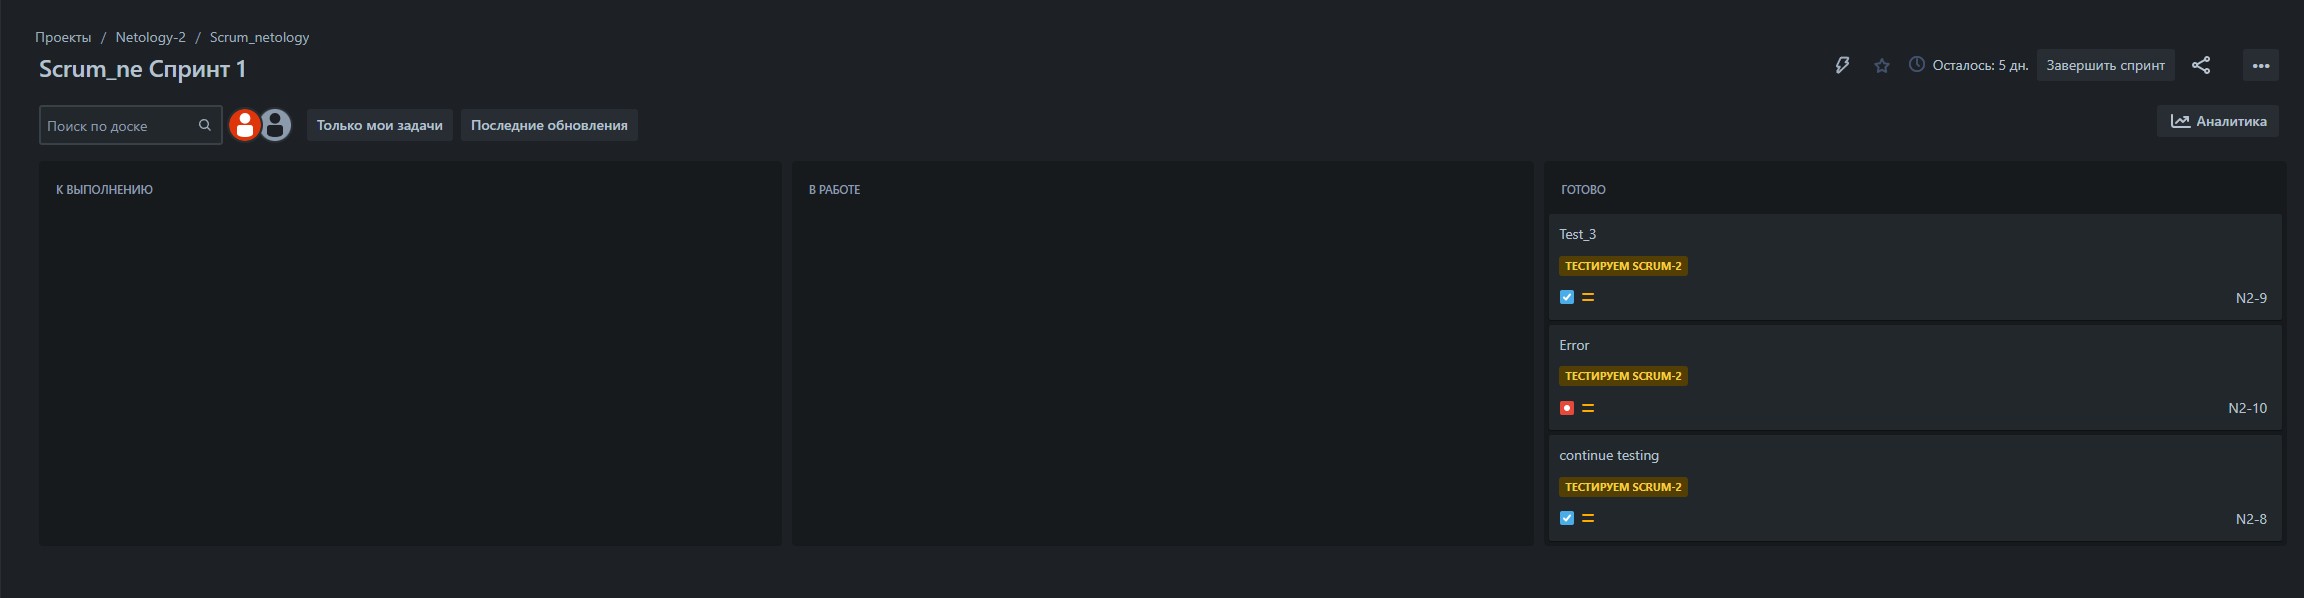 Проекты / Netology-2 / Scrum_netology
Scrum_ne Спринт 1
Осталось: 5 дн. Завершить спринт
Поиск по доске
Только мои задачи
Последние обновления
Аналитика
К ВЫПОЛНЕНИЮ
В РАБОТЕ
ГОТОВО
Test_3
ТЕСТИРУЕМ SCRUM-2
N2-9
Error
ТЕСТИРУЕМ SCRUM-2
N2-10
continue testing
ТЕСТИРУЕМ SCRUM-2
N2-8